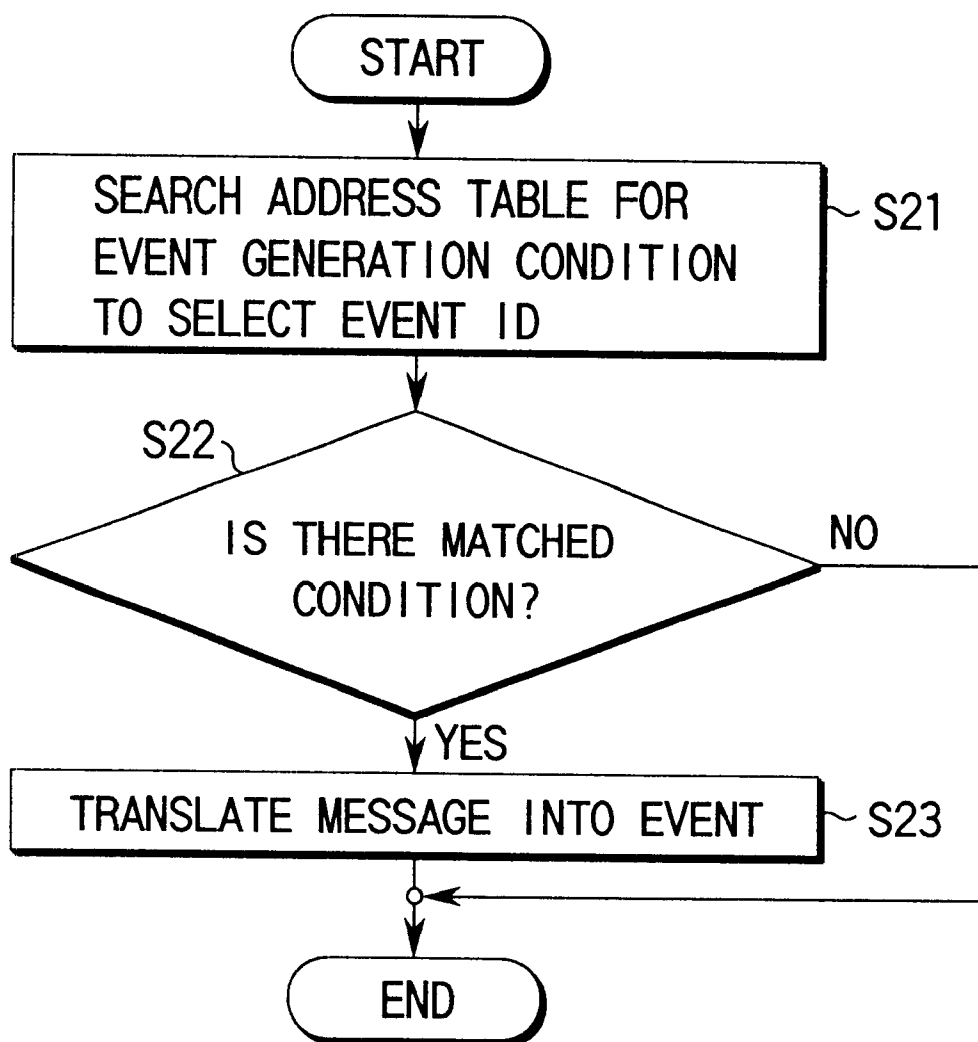 START
SEARCH ADDRESS TABLE FOR
EVENT GENERATION CONDITION
TO SELECT EVENT ID
S21
S22
IS THERE MATCHED
CONDITION?
NO
YES
TRANSLATE MESSAGE INTO EVENT
S23
END